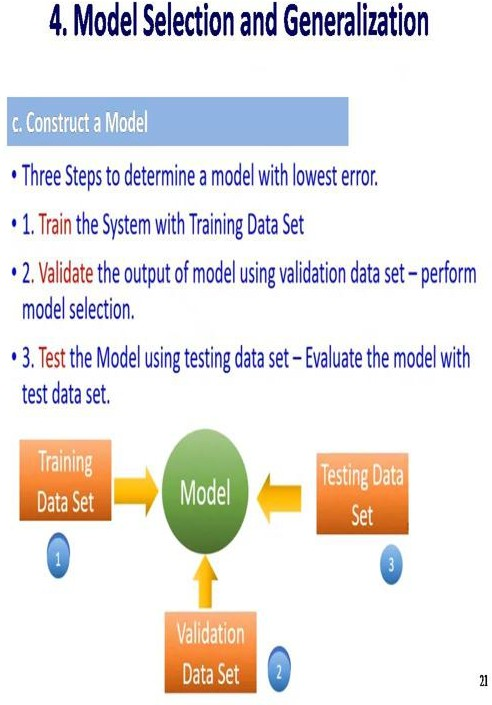 4. Model Selection and Generalization
c. Construct a Model
• Three Steps to determine a model with lowest error.
• 1. Train the System with Training Data Set
• 2. Validate the output of model using validation data set – perform
model selection.
• 3. Test the Model using testing data set – Evaluate the model with
test data set.
Training
Data Set
Model
Testing Data
Set
1
3
Validation
Data Set
2
21